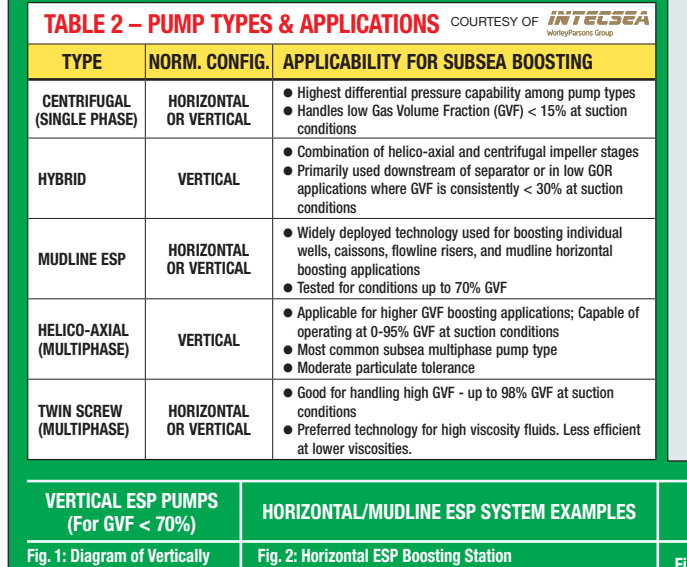 TABLE 2 – PUMP TYPES & APPLICATIONS COURTESY OF INTECSEA
WorleyParsons Group
TYPE NORM. CONFIG. APPLICABILITY FOR SUBSEA BOOSTING
CENTRIFUGAL
(SINGLE PHASE)
HORIZONTAL
OR VERTICAL
● Highest differential pressure capability among pump types
● Handles low Gas Volume Fraction (GVF) < 15% at suction
conditions
HYBRID
VERTICAL
● Combination of helico-axial and centrifugal impeller stages
● Primarily used downstream of separator or in low GOR
applications where GVF is consistently < 30% at suction
conditions
MUDLINE ESP
HORIZONTAL
OR VERTICAL
● Widely deployed technology used for boosting individual
wells, caissons, flowline risers, and mudline horizontal
boosting applications
● Tested for conditions up to 70% GVF
HELICO-AXIAL
(MULTIPHASE)
VERTICAL
● Applicable for higher GVF boosting applications; Capable of
operating at 0-95% GVF at suction conditions
● Most common subsea multiphase pump type
● Moderate particulate tolerance
TWIN SCREW
(MULTIPHASE)
HORIZONTAL
OR VERTICAL
● Good for handling high GVF - up to 98% GVF at suction
conditions
● Preferred technology for high viscosity fluids. Less efficient
at lower viscosities.
VERTICAL ESP PUMPS
(For GVF < 70%)
HORIZONTAL/MUDLINE ESP SYSTEM EXAMPLES
Fig. 1: Diagram of Vertically
Fig. 2: Horizontal ESP Boosting Station